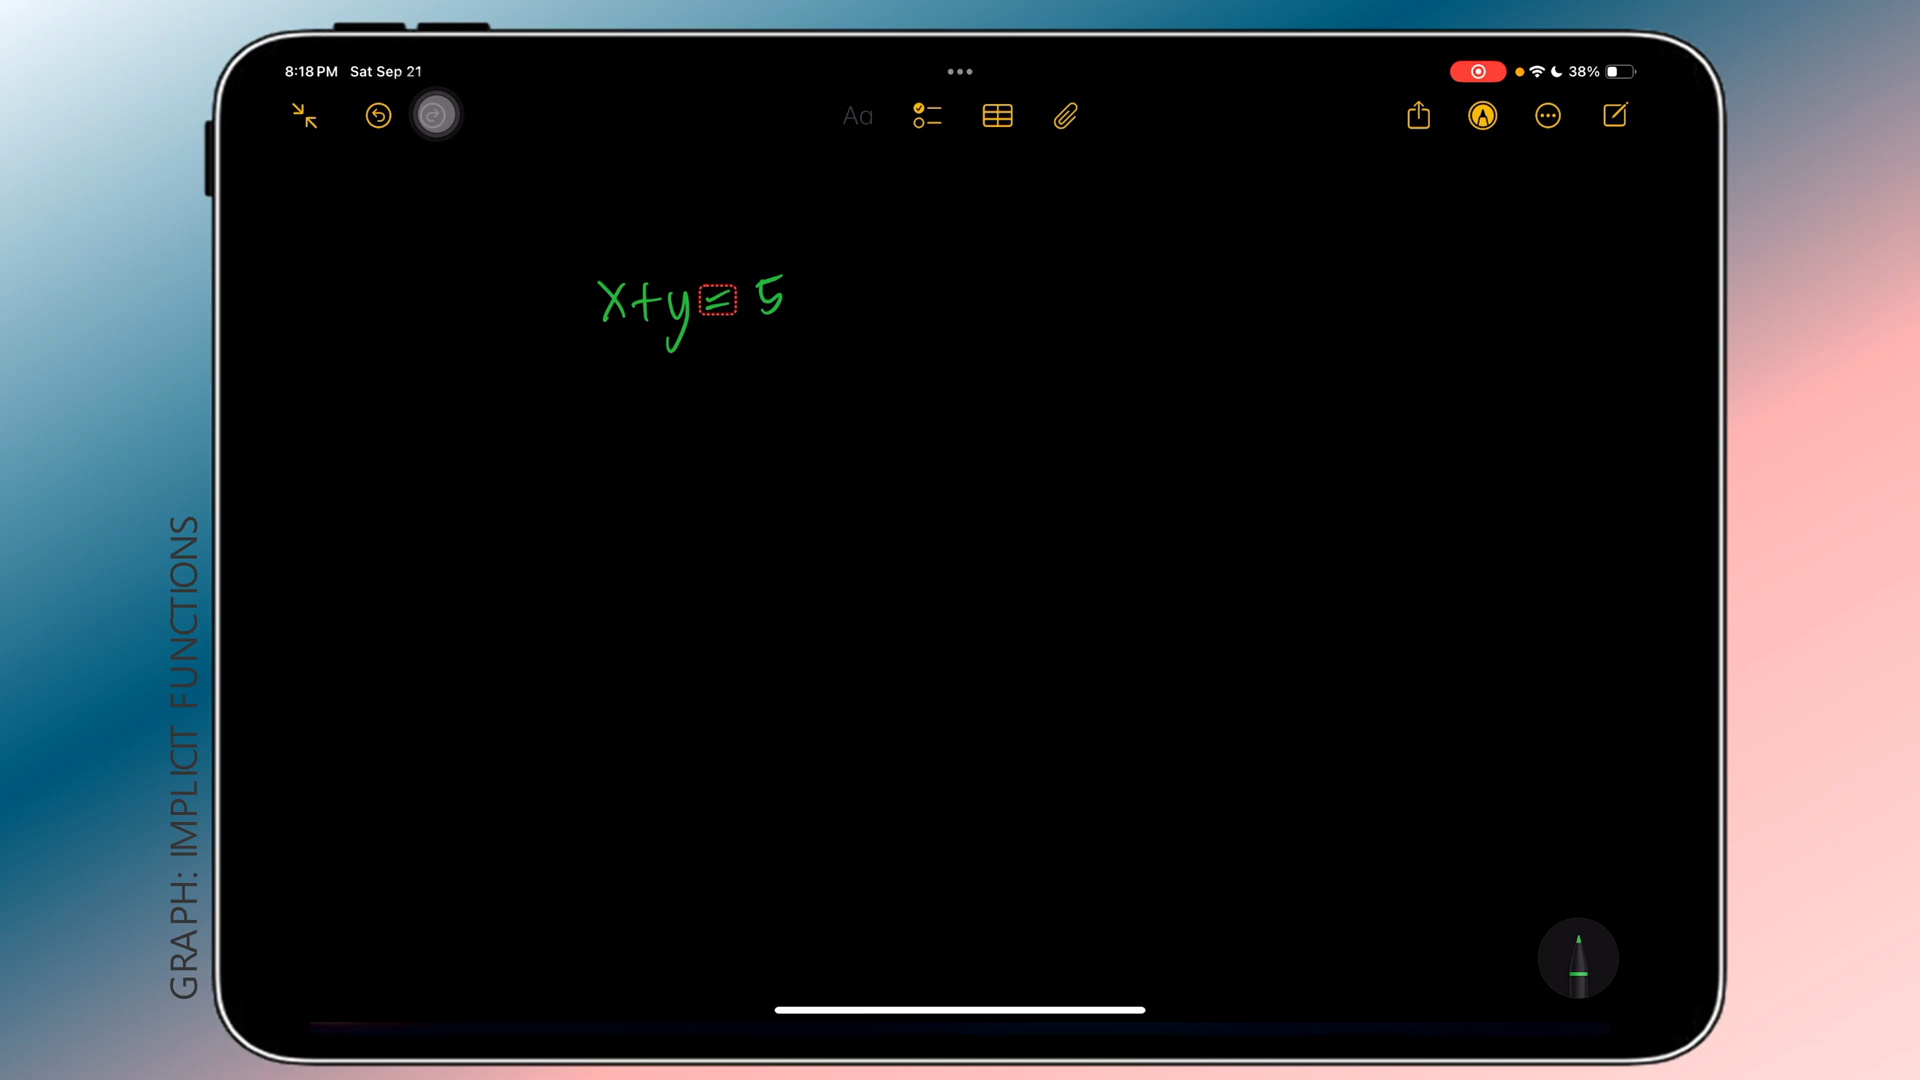 8:18 PM Sat Sep 21
38%
Aa
x+y = 5
GRAPH: IMPLICIT FUNCTIONS